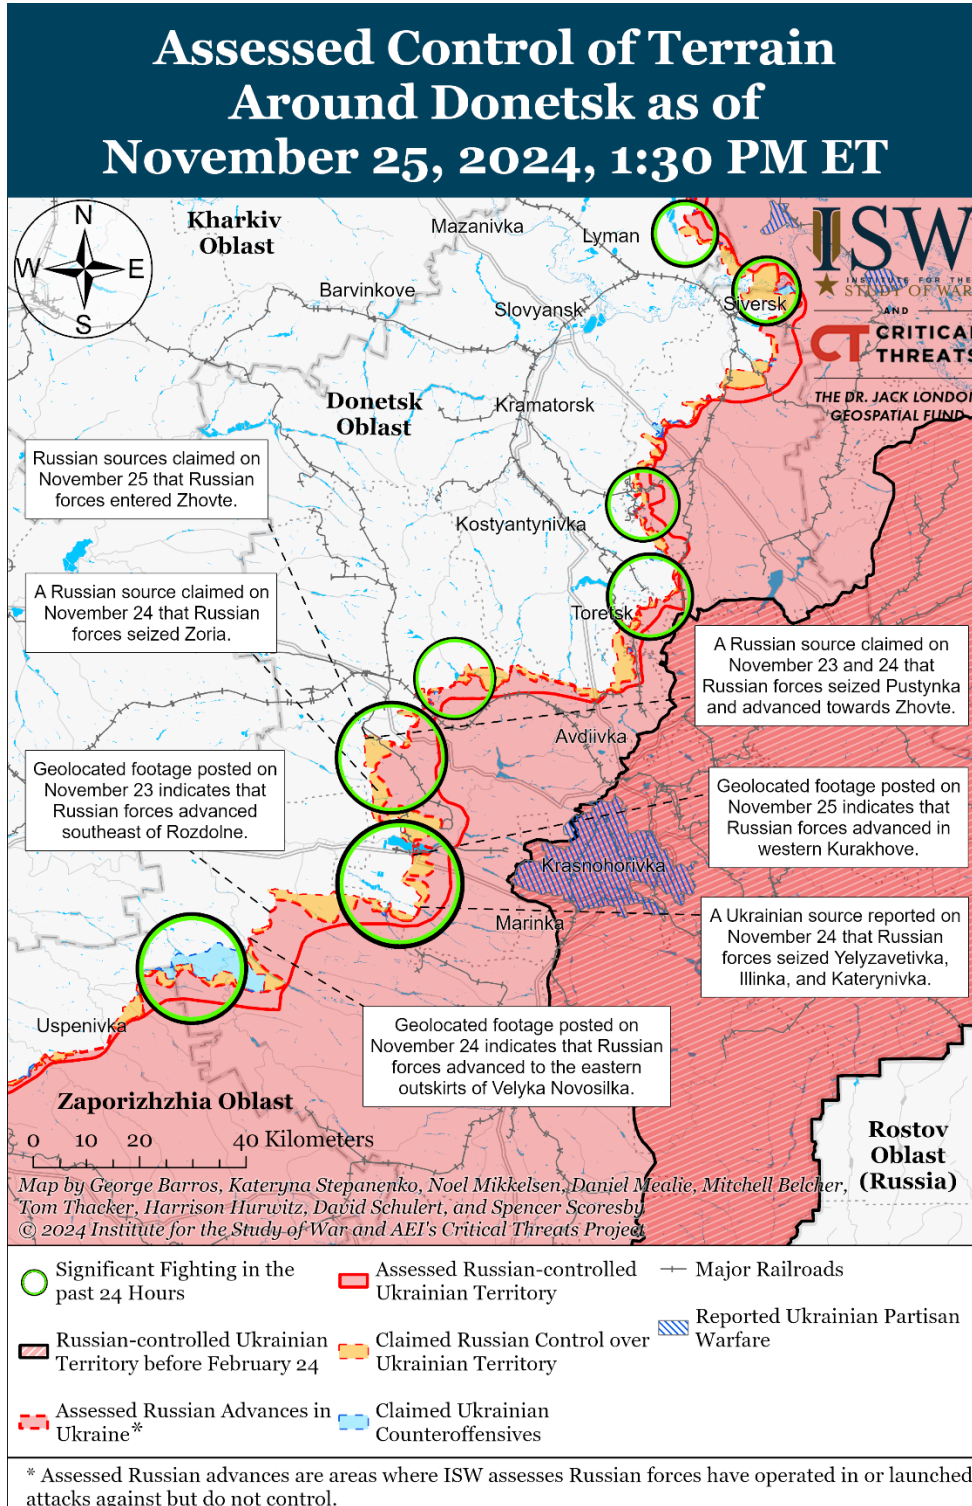 Assessed Control of Terrain
Around Donetsk as of
November 25, 2024, 1:30 PM ET
N
W
E
S
Kharkiv
Oblast
Mazanivka
Lyman
ISW
INSTITUTE FOR THE
STUDY OF WAR
AND
CT CRITICAL
THREATS
THE DR. JACK LONDON
GEOSPATIAL FUND
Barvinkove
Slovyansk
Siversk
Donetsk
Oblast
Kramatorsk
Russian sources claimed on
November 25 that Russian
forces entered Zhovte.
Kostyantynivka
A Russian source claimed on
November 24 that Russian
forces seized Zoria.
Toretsk
A Russian source claimed on
November 23 and 24 that
Russian forces seized Pustynka
and advanced towards Zhovte.
Avdiivka
Geolocated footage posted on
November 23 indicates that
Russian forces advanced
southeast of Rozdolne.
Geolocated footage posted on
November 25 indicates that
Russian forces advanced in
western Kurakhove.
Krasnohorivka
Marinka
A Ukrainian source reported on
November 24 that Russian
forces seized Yelyzavetivka,
Illinka, and Katerynivka.
Uspenivka
Geolocated footage posted on
November 24 indicates that Russian
forces advanced to the eastern
outskirts of Velyka Novosilka.
Zaporizhzhia Oblast
Rostov
Oblast
(Russia)
0 10 20 40 Kilometers
Map by George Barros, Kateryna Stepanenko, Noel Mikkelsen, Daniel Mealie, Mitchell Belcher,
Tom Thacker, Harrison Hurwitz, David Schulert, and Spencer Scoresby
© 2024 Institute for the Study of War and AEI's Critical Threats Project
Significant Fighting in the
past 24 Hours
Russian-controlled Ukrainian
Territory before February 24
Assessed Russian Advances in
Ukraine*
Assessed Russian-controlled
Ukrainian Territory
Claimed Russian Control over
Ukrainian Territory
Claimed Ukrainian
Counteroffensives
Major Railroads
Reported Ukrainian Partisan
Warfare
* Assessed Russian advances are areas where ISW assesses Russian forces have operated in or launched
attacks against but do not control.